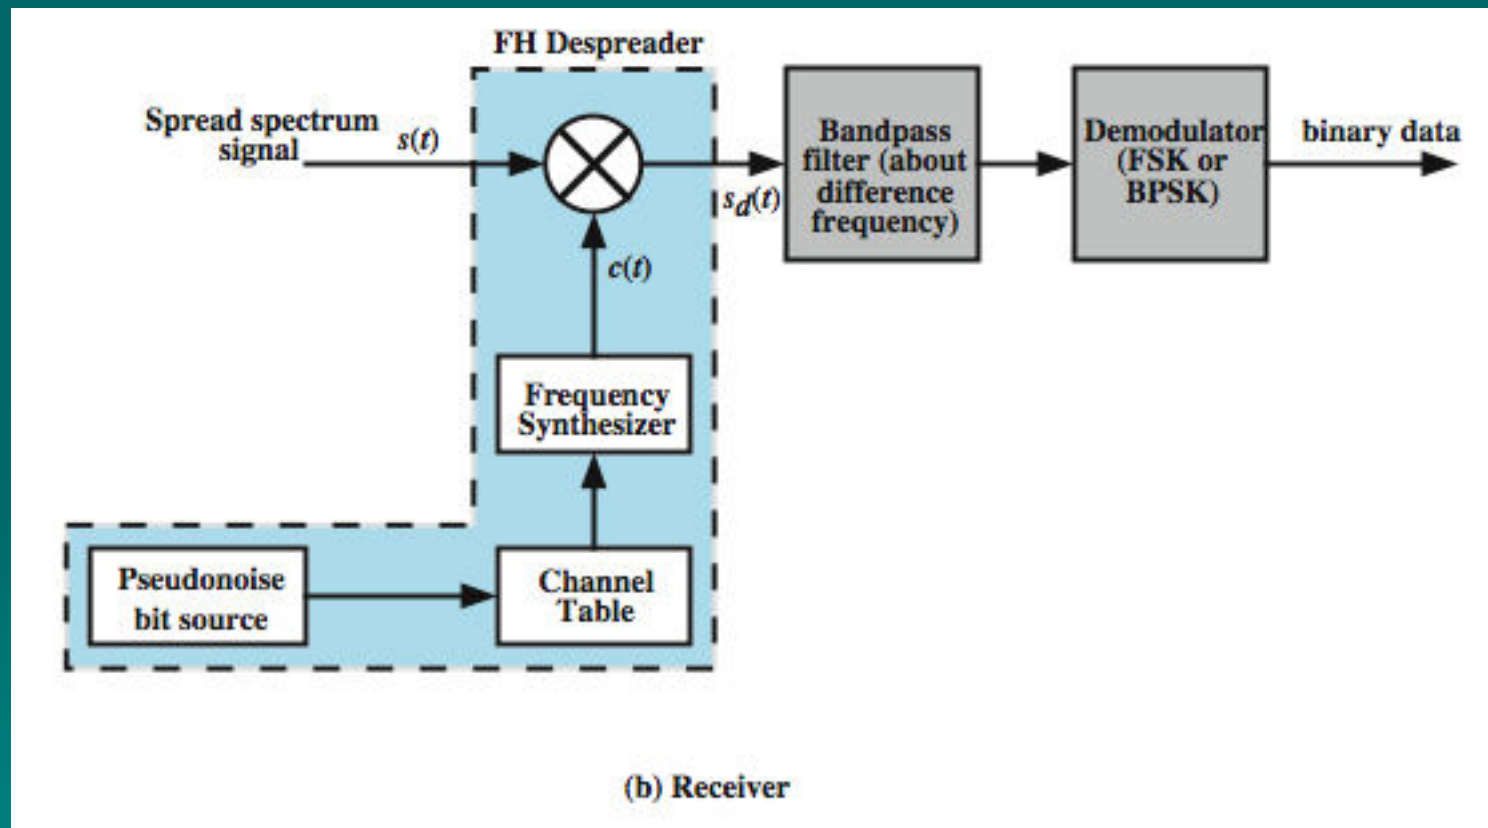 FH Despreader
Spread spectrum
signal
s(t)
Bandpass
filter (about
difference
frequency)
Demodulator
(FSK or
BPSK)
binary data
sd(t)
c(t)
Frequency
Synthesizer
Pseudonoise
bit source
Channel
Table
(b) Receiver